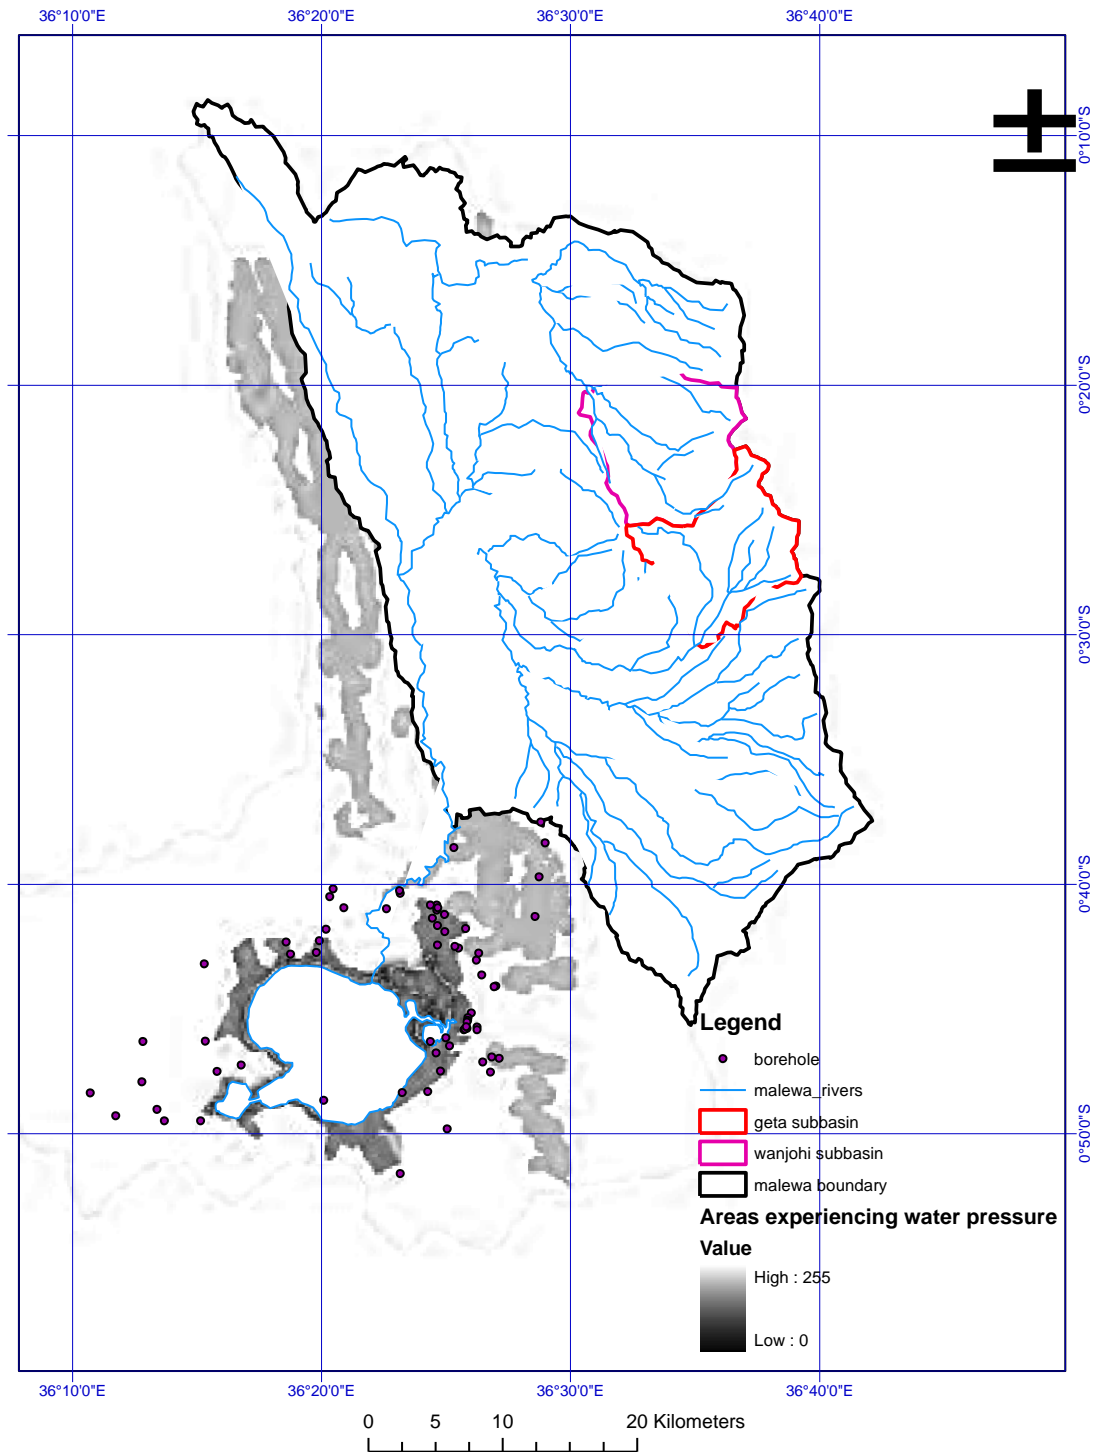 36°10'0"E 36°20'0"E 36°30'0"E 36°40'0"E
0°10'0"S
0°20'0"S
0°30'0"S
0°40'0"S
0°50'0"S
Legend
borehole
malewa_rivers
geta subbasin
wanjohi subbasin
malewa boundary
Areas experiencing water pressure
Value
High : 255
Low : 0
36°10'0"E 36°20'0"E 36°30'0"E 36°40'0"E
0 5 10 20 Kilometers